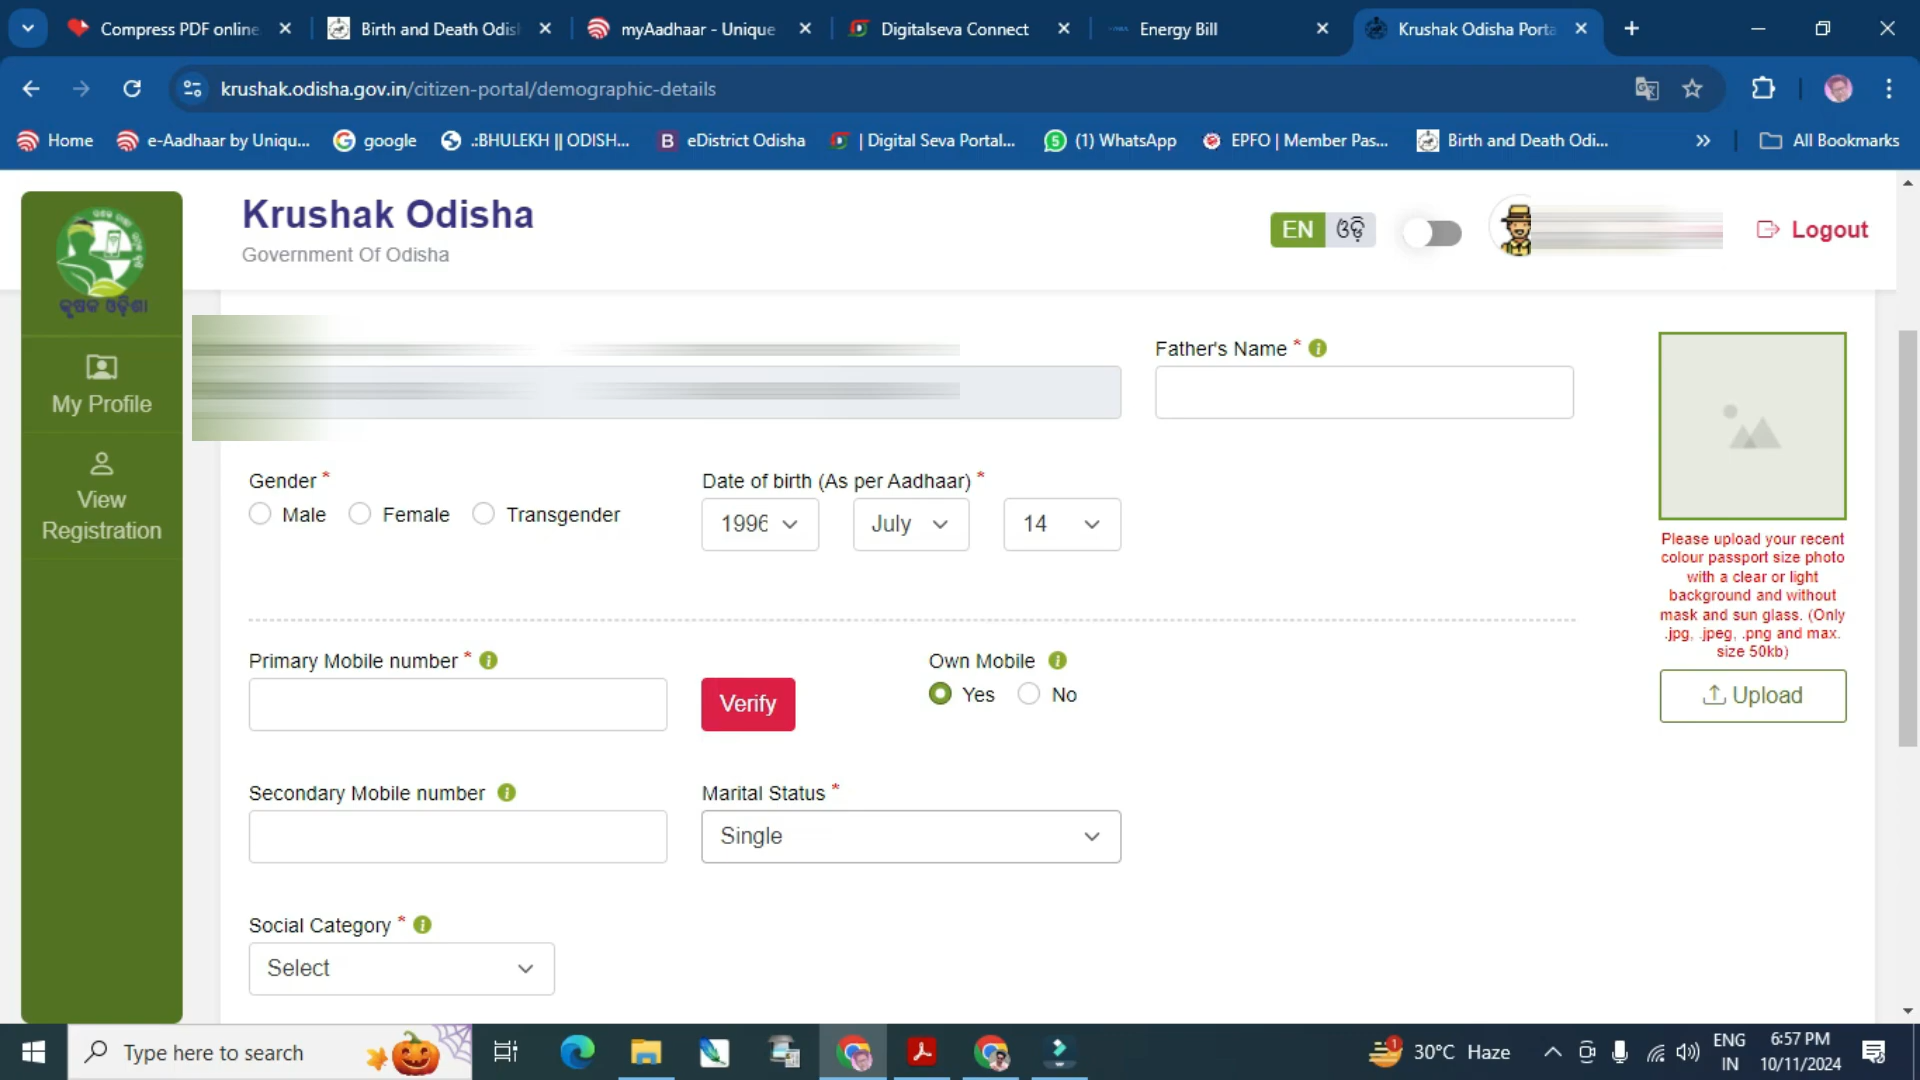 Compress PDF online
Birth and Death Odis
myAadhaar - Unique
Digitalseva Connect
Energy Bill
Krushak Odisha Porta
krushak.odisha.gov.in/citizen-portal/demographic-details
Home
e-Aadhaar by Uniqu...
google
.:BHULEKH || ODISH...
B eDistrict Odisha
| Digital Seva Portal...
5 (1) WhatsApp
EPFO | Member Pas...
Birth and Death Odi...
All Bookmarks
Krushak Odisha
Government Of Odisha
EN ଓଡ଼ି
Logout
କୃଷକ ଓଡ଼ିଶା
My Profile
View
Registration
Father's Name *
Gender *
Male Female Transgender
Date of birth (As per Aadhaar) *
1996 July 14
Please upload your recent
colour passport size photo
with a clear or light
background and without
mask and sun glass. (Only
.jpg, .jpeg, .png and max.
size 50kb)
Upload
Primary Mobile number *
Verify
Own Mobile
Yes No
Secondary Mobile number
Marital Status *
Single
Social Category *
Select
Type here to search
1
30°C Haze
ENG
IN
6:57 PM
10/11/2024